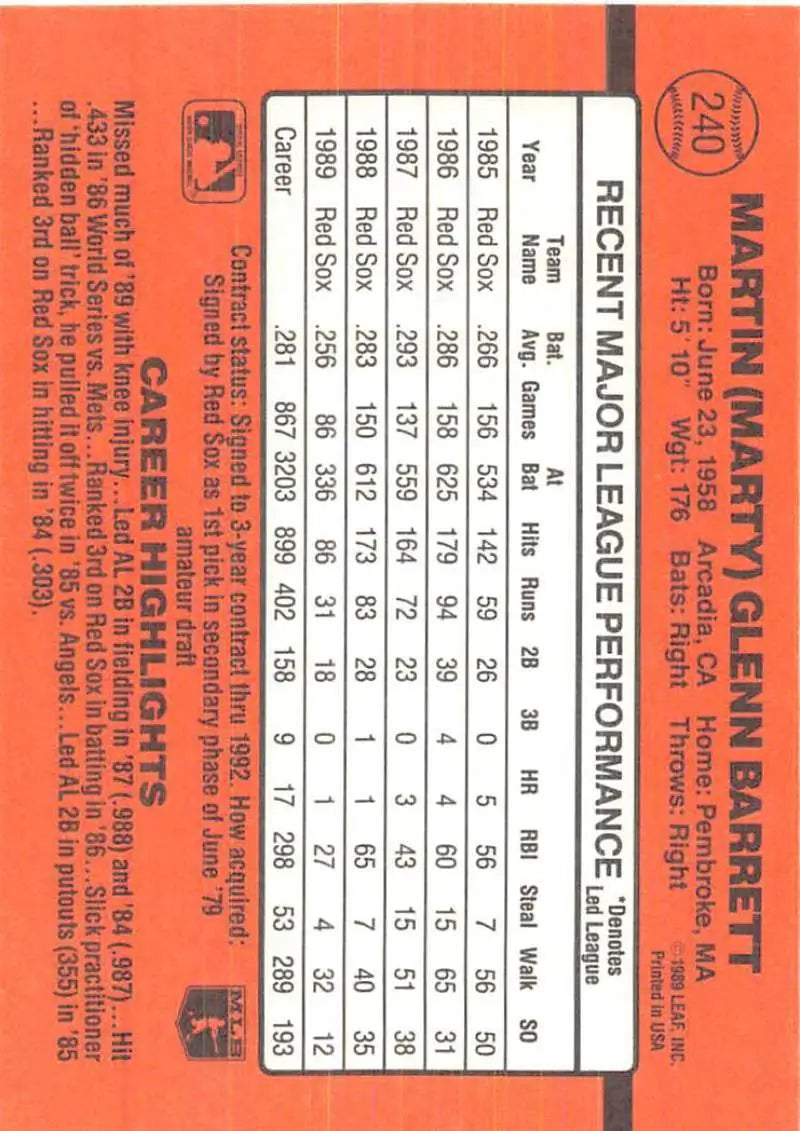 240
MARTIN (MARTY) GLENN BARRETT
Born: June 23, 1958 Arcadia, CA Home: Pembroke, MA
Ht: 5' 10" Wgt: 176 Bats: Right Throws: Right
© 1989 LEAF, INC.
Printed in USA
RECENT MAJOR LEAGUE PERFORMANCE *Denotes
Led League
Year Team Name Bat. Avg. Games At Bat Hits Runs 2B 3B HR RBI Steal Walk SO
1985 Red Sox .266 156 534 142 59 26 0 5 56 7 56 50
1986 Red Sox .286 158 625 179 94 39 4 4 60 15 65 31
1987 Red Sox .293 137 559 164 72 23 0 3 43 15 51 38
1988 Red Sox .283 150 612 173 83 28 1 1 65 7 40 35
1989 Red Sox .256 86 336 86 31 18 0 1 27 4 32 12
Career .281 867 3203 899 402 158 9 17 298 53 289 193
Contract status: Signed to 3-year contract thru 1992. How acquired:
Signed by Red Sox as 1st pick in secondary phase of June '79
amateur draft
MLB
CAREER HIGHLIGHTS
Missed much of '89 with knee injury...Led AL 2B in fielding in '87 (.988) and '84 (.987)...Hit
.433 in '86 World Series vs. Mets...Ranked 3rd on Red Sox in batting in '86...Slick practitioner
of 'hidden ball' trick, he pulled it off twice in '85 vs. Angels...Led AL 2B in putouts (355) in '85
...Ranked 3rd on Red Sox in hitting in '84 (.303).